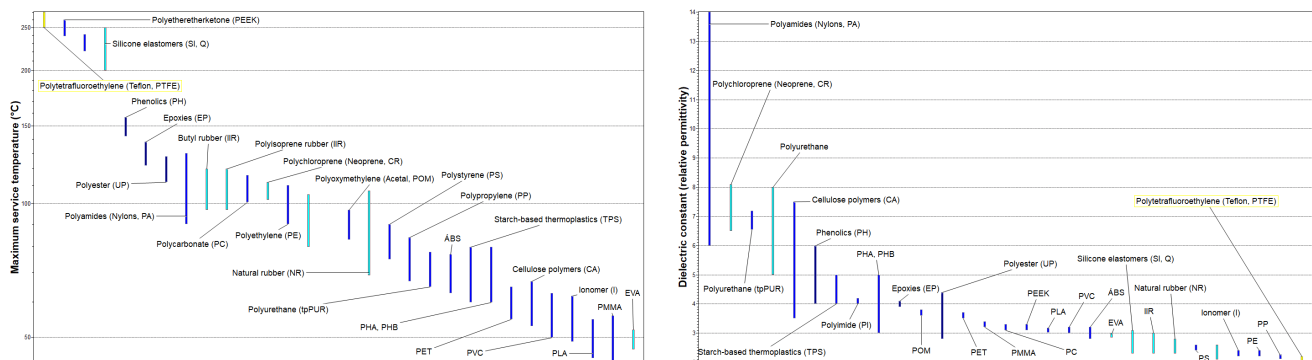 Maximum service temperature (°C)
250
200
150
100
50
Polyetheretherketone (PEEK)
Silicone elastomers (SI, Q)
Polytetrafluoroethylene (Teflon, PTFE)
Phenolics (PH)
Epoxies (EP)
Butyl rubber (IIR)
Polyisoprene rubber (IIR)
Polychloroprene (Neoprene, CR)
Polyester (UP)
Polyoxymethylene (Acetal, POM)
Polystyrene (PS)
Polypropylene (PP)
Polyamides (Nylons, PA)
Starch-based thermoplastics (TPS)
Polyethylene (PE)
ÁBS
Polycarbonate (PC)
Natural rubber (NR)
Cellulose polymers (CA)
Ionomer (I)
EVA
PMMA
Polyurethane (tpPUR)
PHA, PHB
PET
PVC
PLA
Dielectric constant (relative permittivity)
14
13
12
11
10
9
8
7
6
5
4
3
Polyamides (Nylons, PA)
Polychloroprene (Neoprene, CR)
Polyurethane
Cellulose polymers (CA)
Polytetrafluoroethylene (Teflon, PTFE)
Phenolics (PH)
PHA, PHB
Polyester (UP)
Silicone elastomers (SI, Q)
Polyurethane (tpPUR)
Epoxies (EP)
PEEK
PVC
ÁBS
Natural rubber (NR)
PLA
IIR
Ionomer (I)
Polyimide (PI)
EVA
PP
PE
Starch-based thermoplastics (TPS)
POM
PET
PMMA
PC
PS